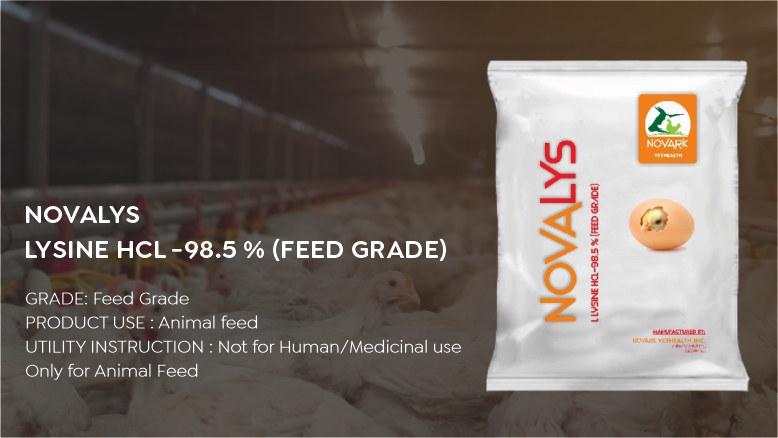 NOVALYS
LYSINE HCL -98.5 % (FEED GRADE)
GRADE: Feed Grade
PRODUCT USE : Animal feed
UTILITY INSTRUCTION : Not for Human/Medicinal use
Only for Animal Feed
NOVALYS
L LYSINE HCL-98.5 % (FEED GRADE)
NOVARK
VETHEALTH
MANUFACTURED BY:
NOVARK VETHEALTH INC.